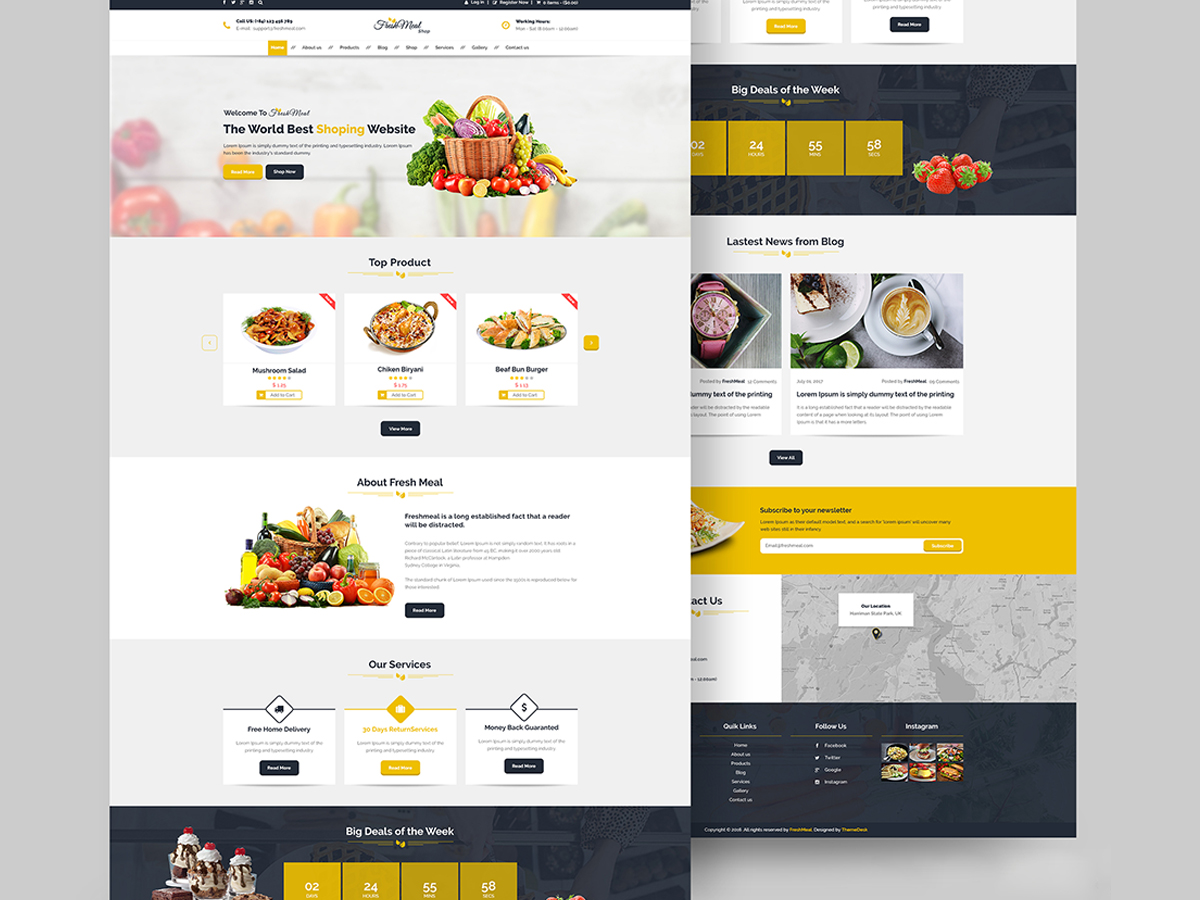 Log in | Register Now | 0 items - ($0.00)
Call US: (+84) 123 456 789
E-mail: support@freshmeal.com
FreshMeal
Shop
Working Hours:
Mon - Sat (8.00am - 12.00am)
Home // About us // Products // Blog // Shop // Services // Gallery // Contact us
Welcome To FreshMeal
The World Best Shoping Website
Lorem Ipsum is simply dummy text of the printing and typesetting industry. Lorem Ipsum
has been the industry's standard dummy.
Read More
Shop Now
Top Product
Mushroom Salad
$ 1.25
Add to Cart
Chiken Biryani
$ 1.75
Add to Cart
Beaf Bun Burger
$ 1.12
Add to Cart
View More
About Fresh Meal
Freshmeal is a long established fact that a reader
will be distracted.
Contrary to popular belief, Lorem Ipsum is not simply random text. It has roots in a
piece of classical Latin literature from 45 BC, making it over 2000 years old.
Richard McClintock, a Latin professor at Hampden
Sydney College in Virginia.
The standard chunk of Lorem Ipsum used since the 1500s is reproduced below for
those interested.
Read More
Our Services
Free Home Delivery
Lorem Ipsum is simply dummy text of the
printing and typesetting industry.
Read More
30 Days ReturnServices
Lorem Ipsum is simply dummy text of the
printing and typesetting industry.
Read More
$
Money Back Guaranted
Lorem Ipsum is simply dummy text of the
printing and typesetting industry.
Read More
Big Deals of the Week
02
DAYS
24
HOURS
55
MINS
58
SECS
Read More
Read More
Big Deals of the Week
02
DAYS
24
HOURS
55
MINS
58
SECS
Lastest News from Blog
Posted by FreshMeal 12 Comments
ummy text of the printing
der will be distracted by the readable
layout. The point of using Lorem
July 02, 2017 Posted by FreshMeal 09 Comments
Lorem Ipsum is simply dummy text of the printing
It is a long established fact that a reader will be distracted by the readable
content of a page when looking at its layout. The point of using Lorem
Ipsum is that it has a more letters.
View All
Subscribe to your newsletter
Lorem Ipsum as their default model text, and a search for 'lorem ipsum' will uncover many
web sites still in their infancy.
Email@freshmeal.com
Subscribe
act Us
eal.com
m - 12.00am)
Our Location
Harriman State Park, UK
Quik Links
Home
About us
Products
Blog
Services
Gallery
Contact us
Follow Us
Facebook
Twitter
Google
Instagram
Instagram
Copyright © 2018 .All rights reserved by FreshMeal. Designed by ThemeDesk